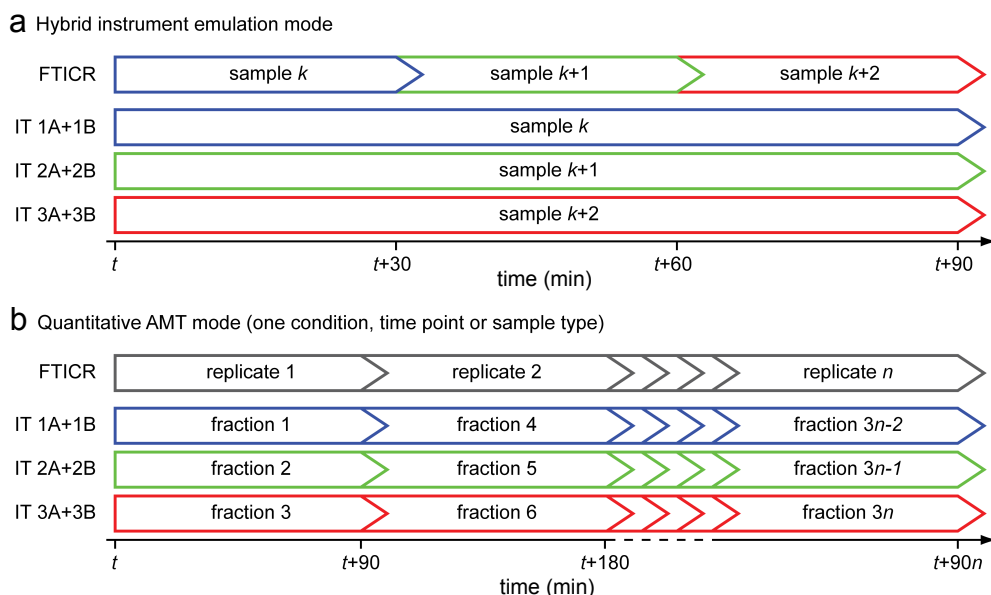 a Hybrid instrument emulation mode
FTICR sample k sample k+1 sample k+2
IT 1A+1B sample k
IT 2A+2B sample k+1
IT 3A+3B sample k+2
t t+30 t+60 t+90
time (min)
b Quantitative AMT mode (one condition, time point or sample type)
FTICR replicate 1 replicate 2 replicate n
IT 1A+1B fraction 1 fraction 4 fraction 3n-2
IT 2A+2B fraction 2 fraction 5 fraction 3n-1
IT 3A+3B fraction 3 fraction 6 fraction 3n
t t+90 t+180 t+90n
time (min)